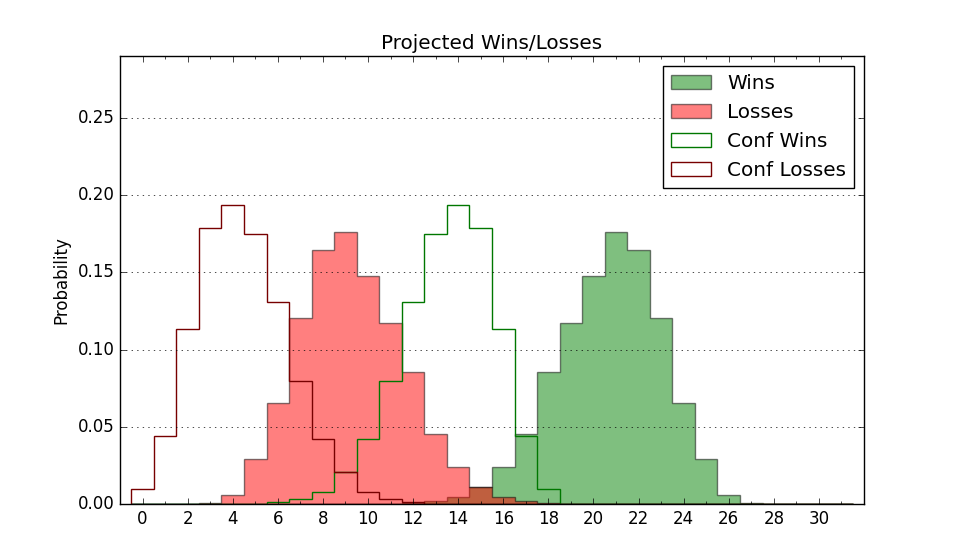 Projected Wins/Losses
Wins
Losses
Conf Wins
Conf Losses
Probability
0.25
0.20
0.15
0.10
0.05
0.00
0 2 4 6 8 10 12 14 16 18 20 22 24 26 28 30